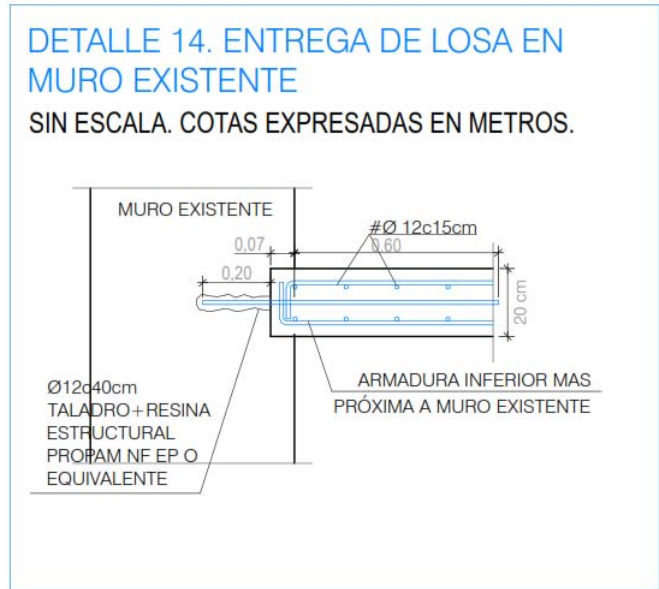 DETALLE 14. ENTREGA DE LOSA EN
MURO EXISTENTE
SIN ESCALA. COTAS EXPRESADAS EN METROS.
MURO EXISTENTE
#Ø 12c15cm
0,07
0.60
0,20
20 cm
ARMADURA INFERIOR MAS
PRÓXIMA A MURO EXISTENTE
Ø12c40cm
TALADRO+RESINA
ESTRUCTURAL
PROPAM NF EP O
EQUIVALENTE